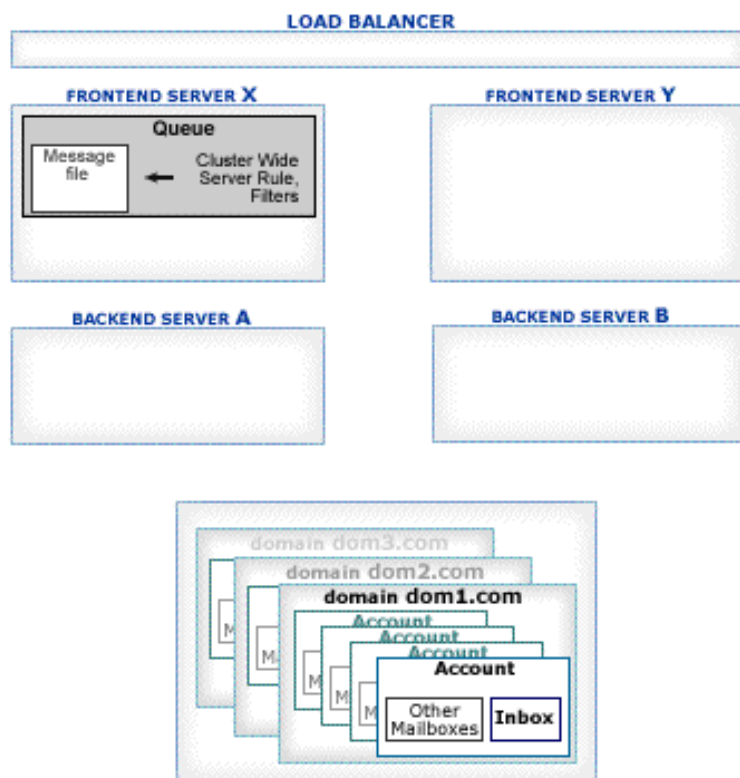 LOAD BALANCER
FRONTEND SERVER X
FRONTEND SERVER Y
Queue
Message
file
Cluster Wide
Server Rule,
Filters
BACKEND SERVER A
BACKEND SERVER B
domain dom3.com
domain dom2.com
domain dom1.com
Account
Account
Account
Account
M
M
M
M
M
Other
Mailboxes
Inbox